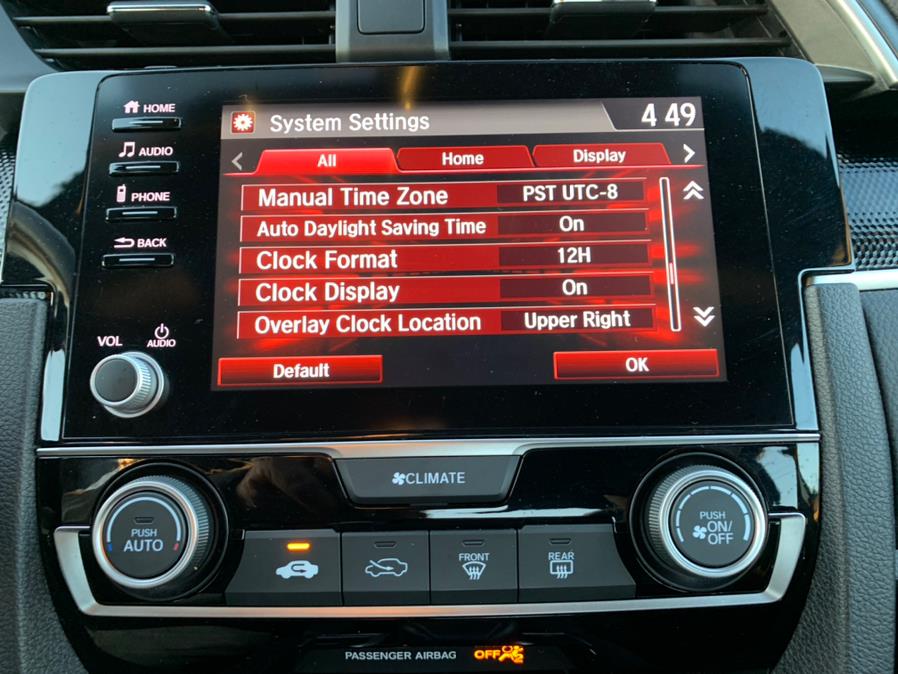 HOME
AUDIO
PHONE
BACK
VOL
AUDIO
System Settings
4 49
All
Home
Display
Manual Time Zone PST UTC-8
Auto Daylight Saving Time On
Clock Format 12H
Clock Display On
Overlay Clock Location Upper Right
Default
OK
CLIMATE
PUSH
AUTO
FRONT
REAR
PUSH
ON/
OFF
PASSENGER AIRBAG OFF 2